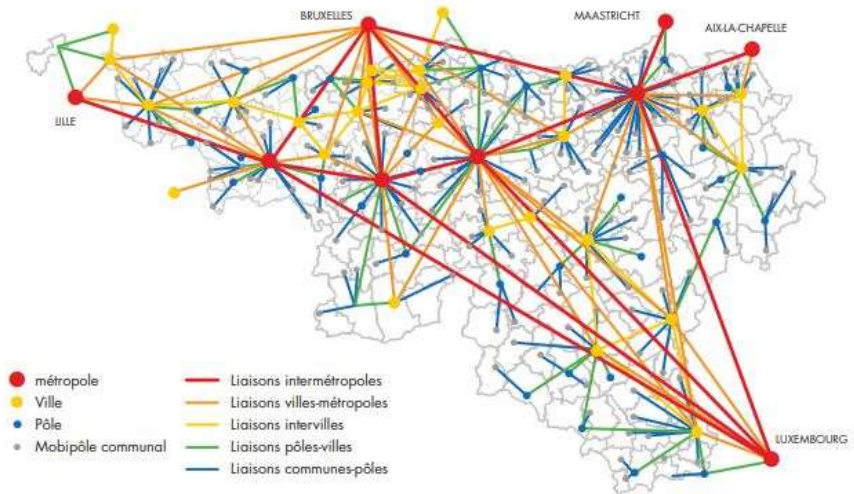 BRUXELLES
MAASTRICHT
AIX-LA-CHAPELLE
LILLE
métropole
Ville
Pôle
Mobipôle communal
Liaisons intermétropoles
Liaisons villes-métropoles
Liaisons intervilles
Liaisons pôles-villes
Liaisons communes-pôles
LUXEMBOURG